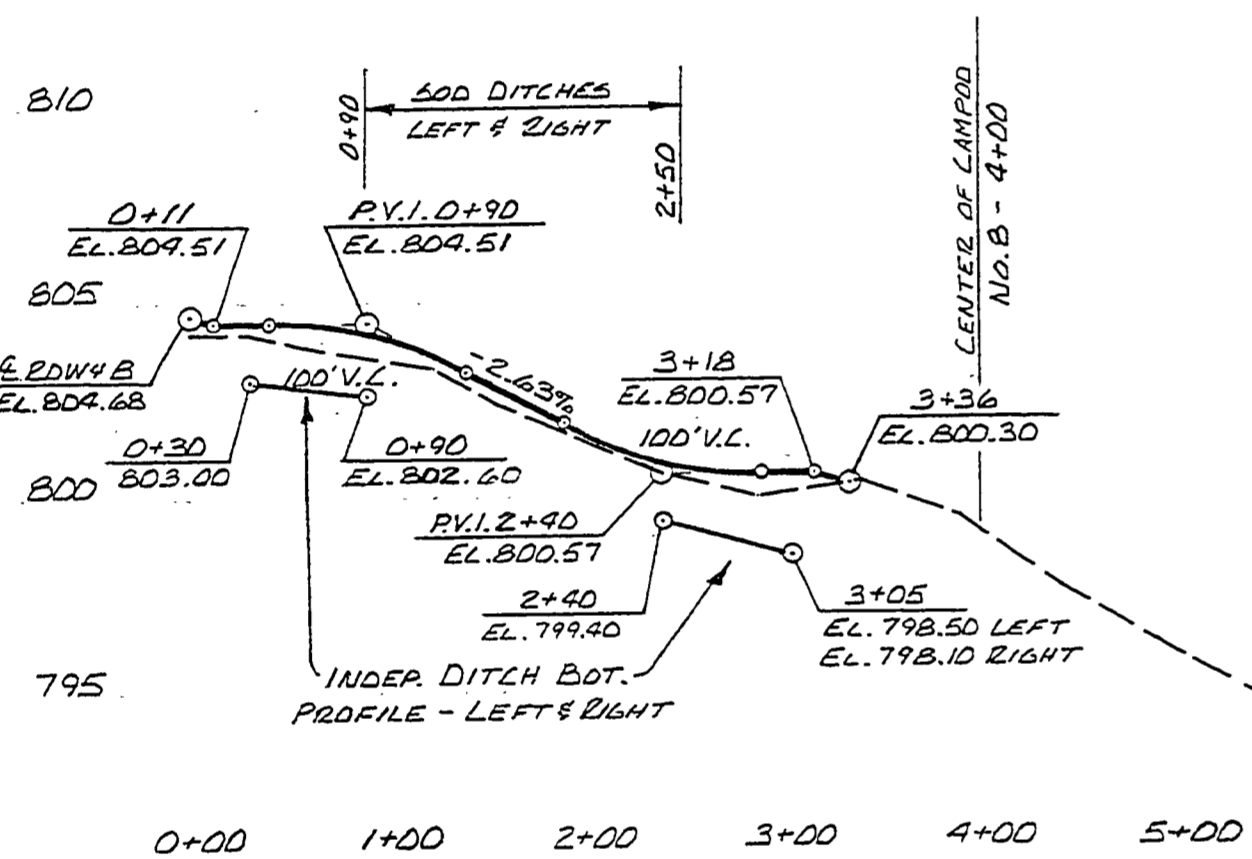 810
0+90
SOD DITCHES
LEFT & RIGHT
2+50
CENTER OF CAMPOD
NO. B - 4+00
0+11
EL. 804.51
P.V.I. 0+90
EL. 804.51
805
℄ RDWY B
EL. 804.68
100' V.C.
-2.63%
3+18
EL. 800.57
3+36
EL. 800.30
0+30
803.00
0+90
EL. 802.60
100' V.C.
800
P.V.I. 2+40
EL. 800.57
2+40
EL. 799.40
3+05
EL. 798.50 LEFT
EL. 798.10 RIGHT
795
INDEP. DITCH BOT.
PROFILE - LEFT & RIGHT
0+00 1+00 2+00 3+00 4+00 5+00